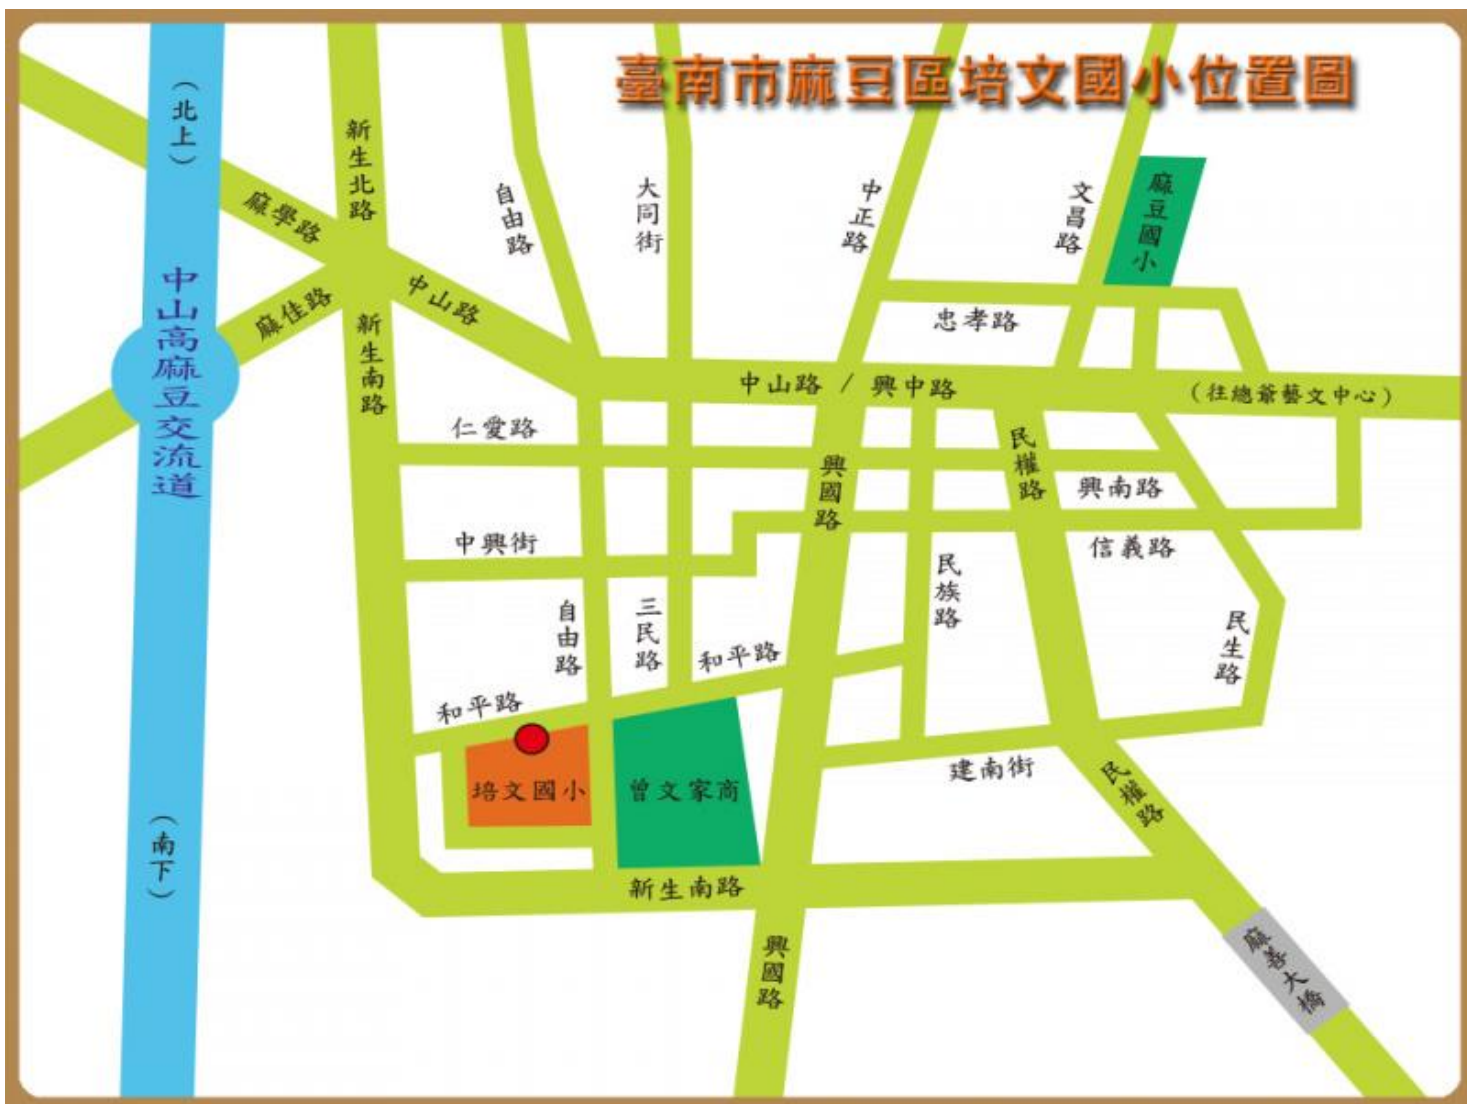 臺南市麻豆區培文國小位置圖
（北上）
新生北路
麻學路
自由路
大同街
中正路
文昌路
麻豆國小
中山高麻豆交流道
麻佳路
中山路
新生南路
忠孝路
中山路 / 興中路
（往總爺藝文中心）
仁愛路
民權路
興國路
興南路
中興街
信義路
民族路
自由路
三民路
和平路
民生路
和平路
培文國小
曾文家商
建南街
民權路
（南下）
新生南路
興國路
麻善大橋